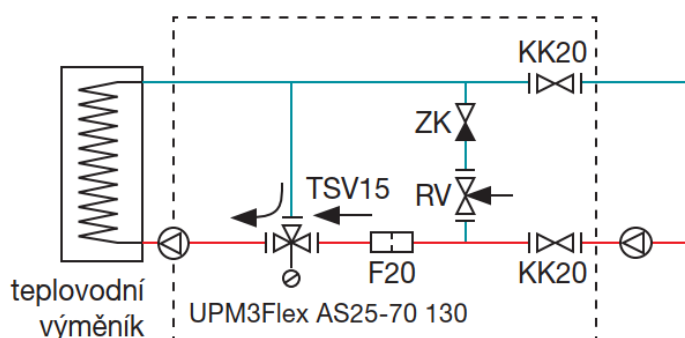 KK20
ZK
TSV15
RV
F20
KK20
teplovodní
výměník
UPM3Flex AS25-70 130